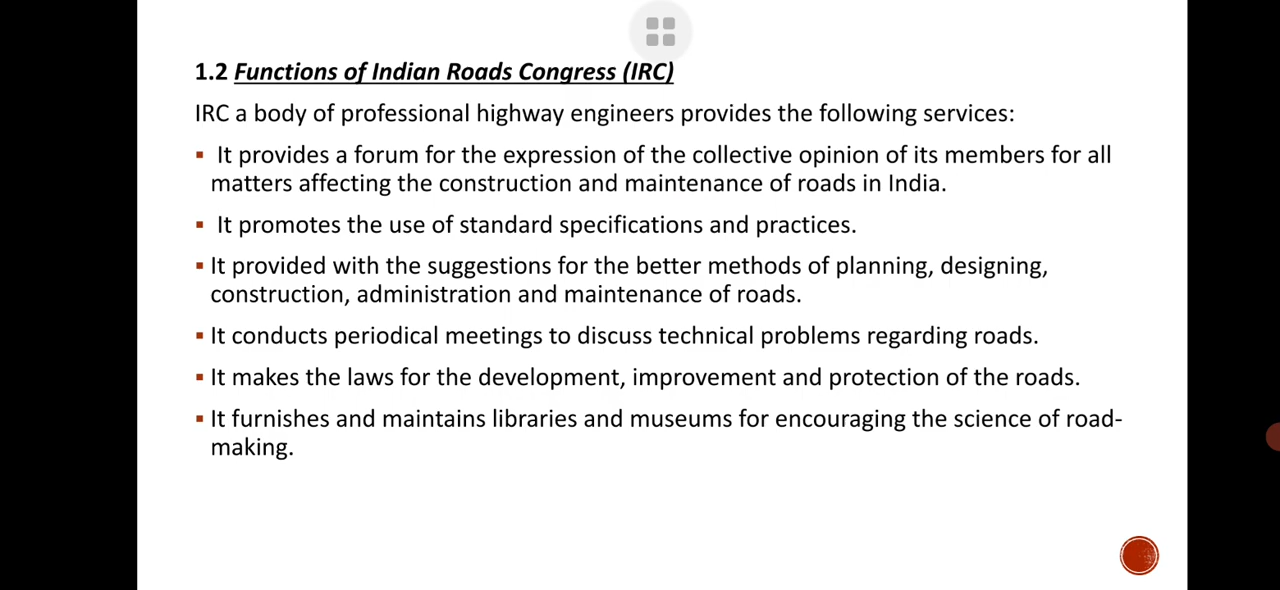 1.2 Functions of Indian Roads Congress (IRC)
IRC a body of professional highway engineers provides the following services:
▪ It provides a forum for the expression of the collective opinion of its members for all
matters affecting the construction and maintenance of roads in India.
▪ It promotes the use of standard specifications and practices.
▪ It provided with the suggestions for the better methods of planning, designing,
construction, administration and maintenance of roads.
▪ It conducts periodical meetings to discuss technical problems regarding roads.
▪ It makes the laws for the development, improvement and protection of the roads.
▪ It furnishes and maintains libraries and museums for encouraging the science of road-
making.